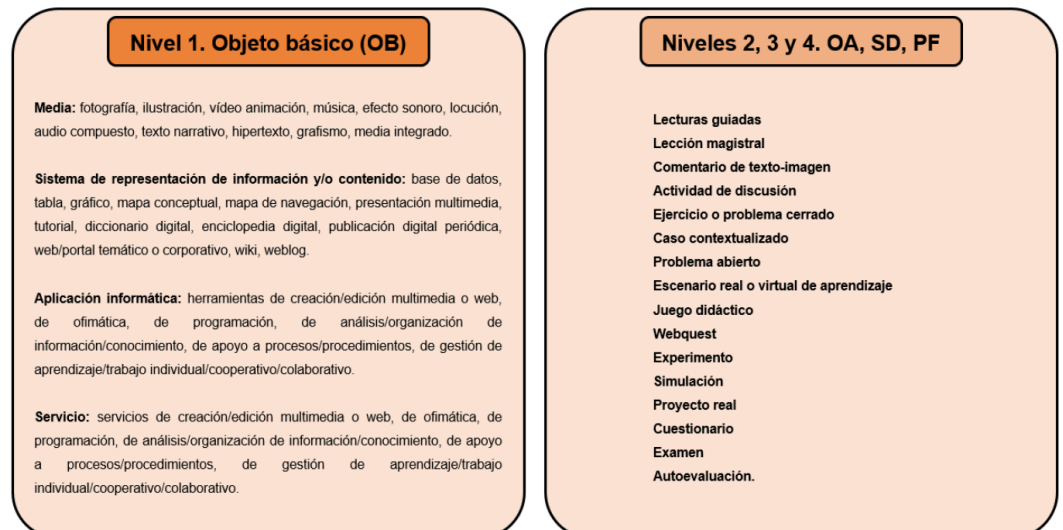 Nivel 1. Objeto básico (OB)
Media: fotografía, ilustración, vídeo animación, música, efecto sonoro, locución,
audio compuesto, texto narrativo, hipertexto, grafismo, media integrado.
Sistema de representación de información y/o contenido: base de datos,
tabla, gráfico, mapa conceptual, mapa de navegación, presentación multimedia,
tutorial, diccionario digital, enciclopedia digital, publicación digital periódica,
web/portal temático o corporativo, wiki, weblog.
Aplicación informática: herramientas de creación/edición multimedia o web,
de ofimática, de programación, de análisis/organización de
información/conocimiento, de apoyo a procesos/procedimientos, de gestión de
aprendizaje/trabajo individual/cooperativo/colaborativo.
Servicio: servicios de creación/edición multimedia o web, de ofimática, de
programación, de análisis/organización de información/conocimiento, de apoyo
a procesos/procedimientos, de gestión de aprendizaje/trabajo
individual/cooperativo/colaborativo.
Niveles 2, 3 y 4. OA, SD, PF
Lecturas guiadas
Lección magistral
Comentario de texto-imagen
Actividad de discusión
Ejercicio o problema cerrado
Caso contextualizado
Problema abierto
Escenario real o virtual de aprendizaje
Juego didáctico
Webquest
Experimento
Simulación
Proyecto real
Cuestionario
Examen
Autoevaluación.